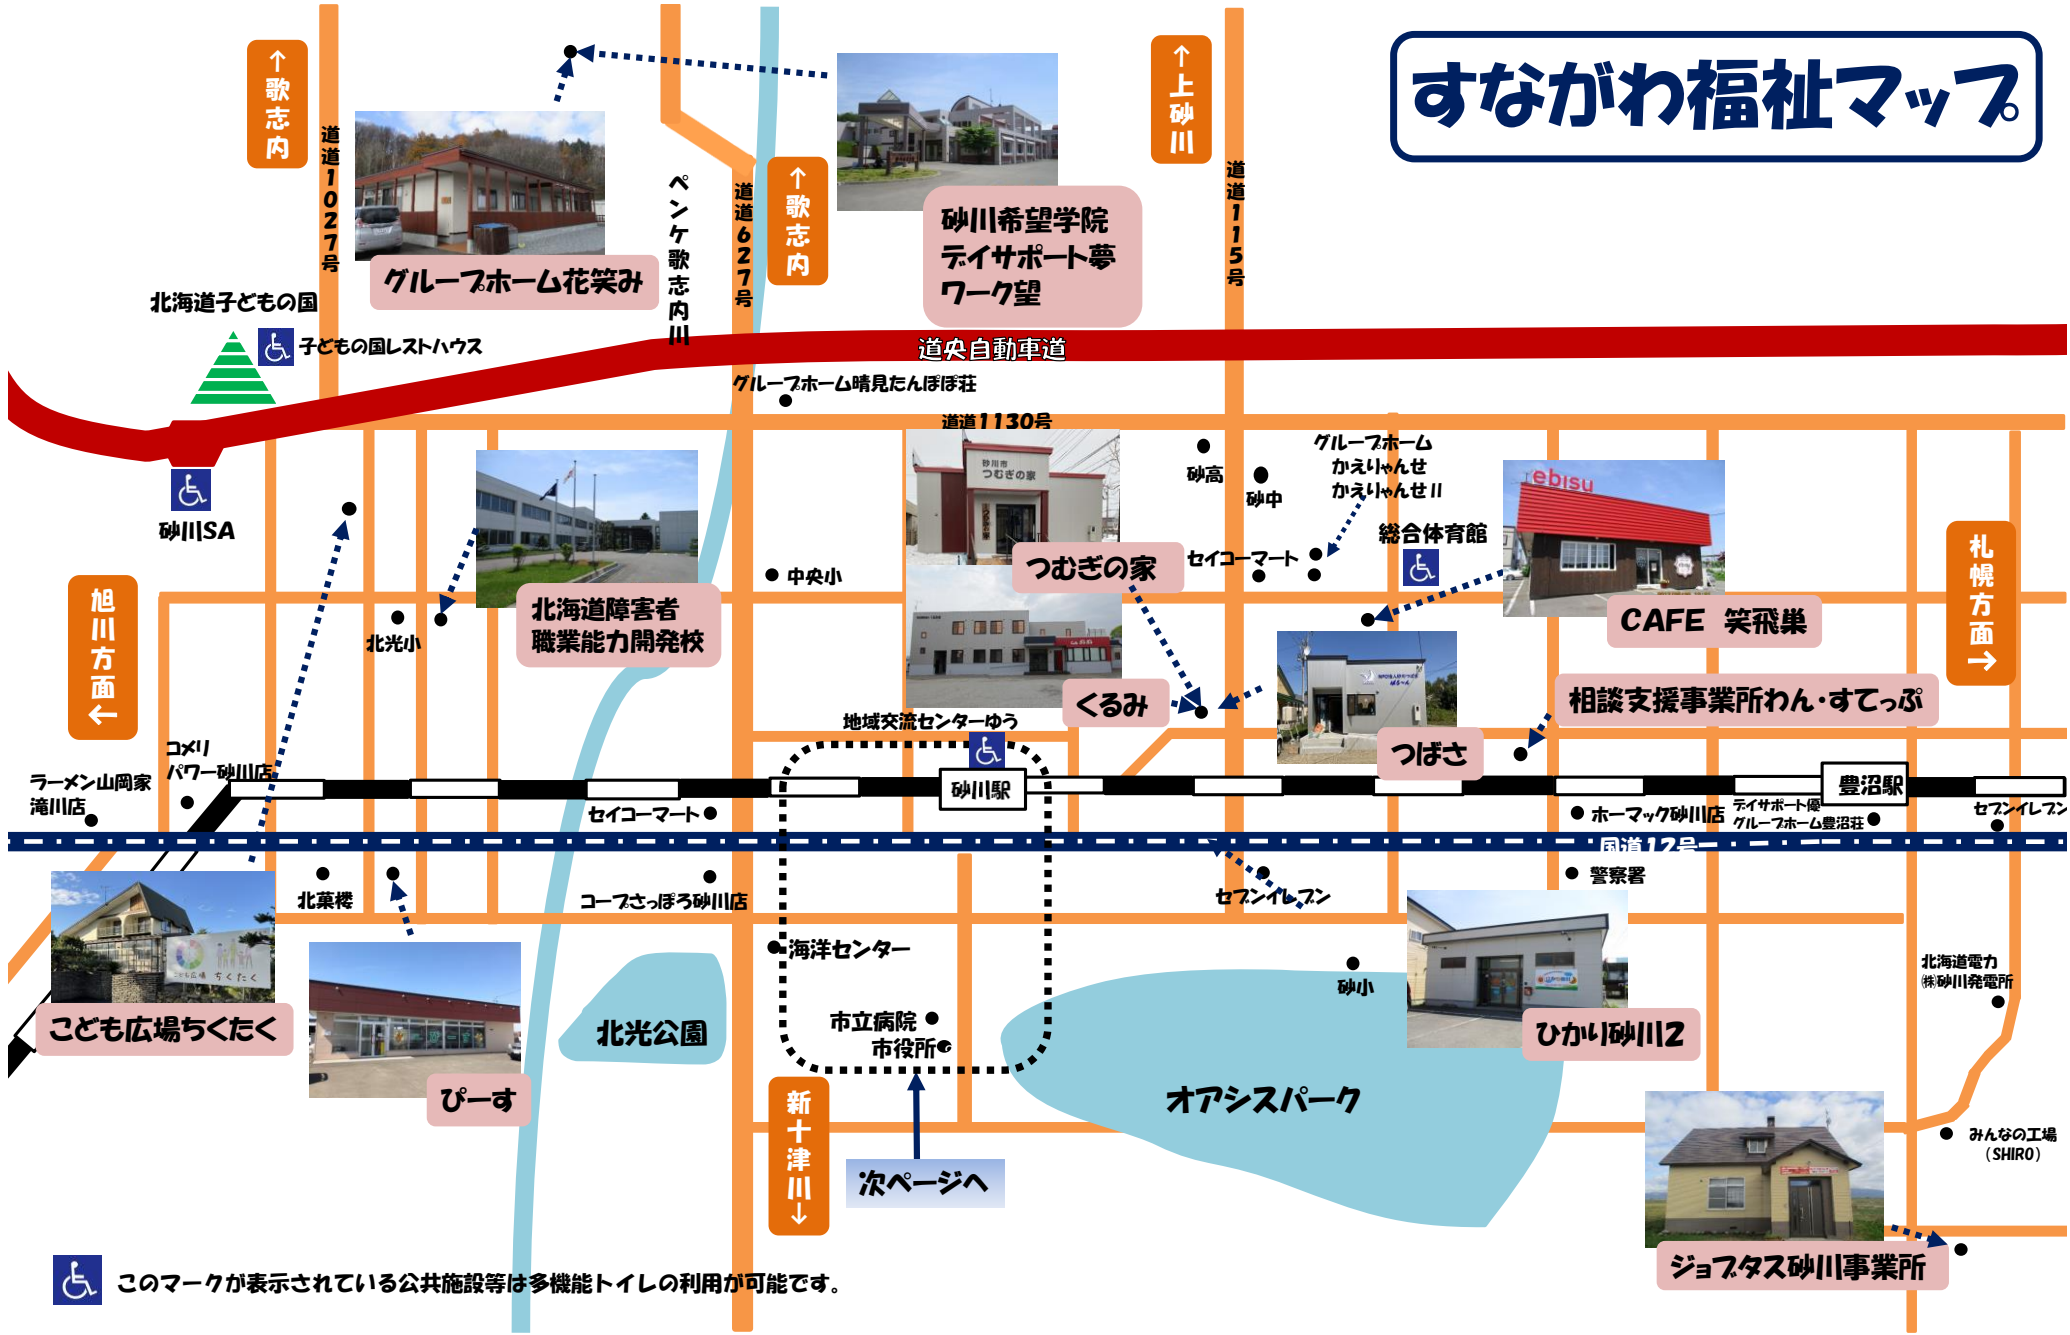 すながわ福祉マップ
↑歌志内
道道1027号
グループホーム花笑み
ペンケ歌志内川
道道627号
↑歌志内
砂川希望学院
デイサポート夢
ワーク望
↑上砂川
道道115号
北海道子どもの国
子どもの国レストハウス
道央自動車道
グループホーム晴見たんぽぽ荘
道道1130号
砂川SA
砂川市
つむぎの家
つむぎの家
砂高
砂中
グループホーム
かえりゃんせ
かえりゃんせⅡ
総合体育館
セイコーマート
ebisu
CAFE 笑飛巣
札幌方面→
旭川方面←
北光小
北海道障害者
職業能力開発校
中央小
くるみ
つばさ
相談支援事業所わん・すてっぷ
地域交流センターゆう
コメリ
パワー砂川店
ラーメン山岡家
滝川店
セイコーマート
砂川駅
ホーマック砂川店
デイサポート優
グループホーム豊沼荘
豊沼駅
セブンイレブン
国道12号
北菓楼
コープさっぽろ砂川店
セブンイレブン
警察署
こども広場 ちくたく
こども広場ちくたく
ぴーす
海洋センター
北光公園
市立病院
市役所
砂小
ひかり砂川2
北海道電力
㈱砂川発電所
オアシスパーク
新十津川↓
次ページへ
みんなの工場
(SHIRO)
ジョブタス砂川事業所
このマークが表示されている公共施設等は多機能トイレの利用が可能です。